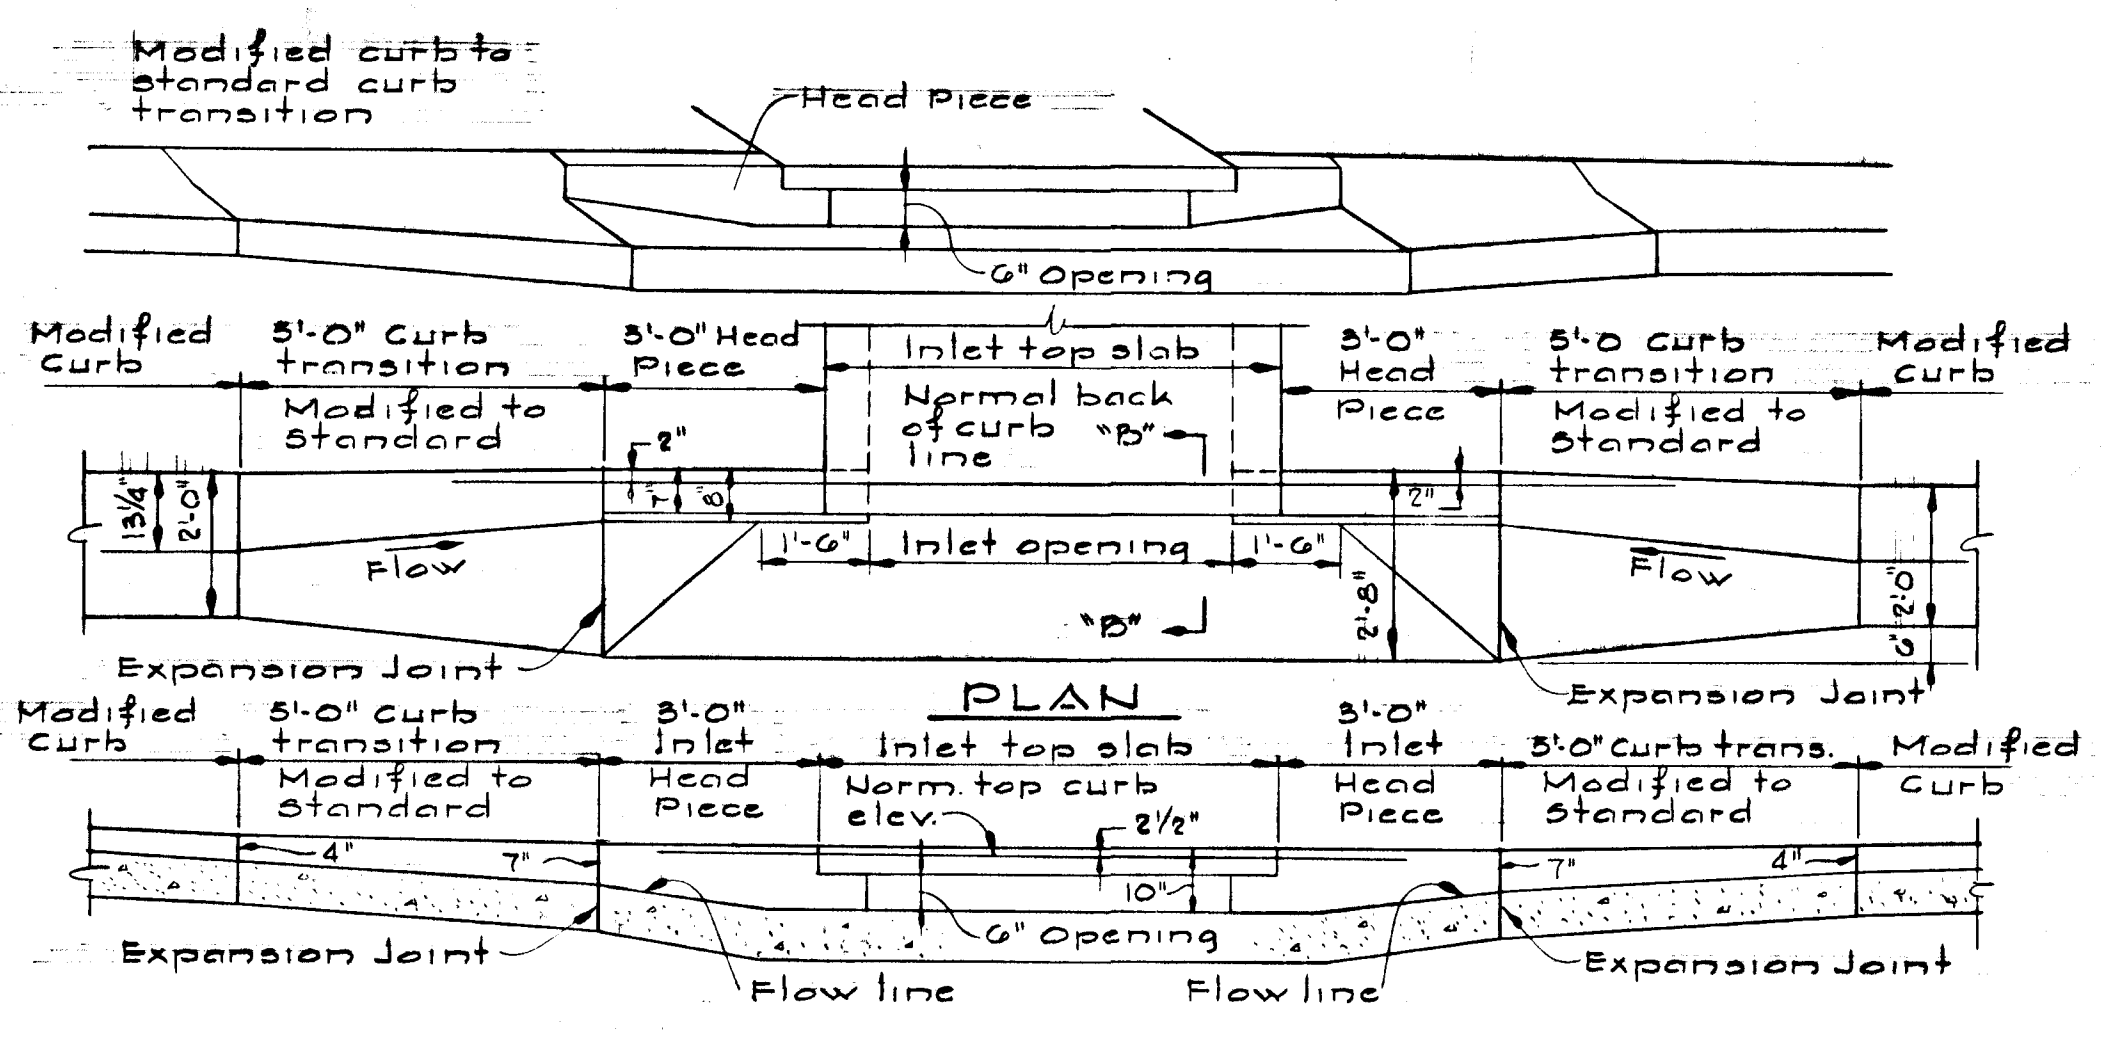 Modified curb to
standard curb
transition
Head Piece
6" Opening
Modified
Curb
5'-0" Curb
transition
Modified to
Standard
3'-0" Head
Piece
Inlet top slab
Normal back
of curb
line
"B"
3'-0"
Head
Piece
5'-0 Curb
transition
Modified to
Standard
Modified
Curb
2"
7"
8"
2"
13¼"
2'-0"
Flow
1'-6"
Inlet opening
1'-6"
2'-8"
Flow
2'-0"
6"
"B"
Expansion Joint
Expansion Joint
PLAN
Modified
Curb
5'-0" Curb
transition
Modified to
Standard
3'-0"
Inlet
Head
Piece
Inlet top slab
Norm. top curb
elev.
2½"
3'-0"
Inlet
Head
Piece
5'-0" Curb trans.
Modified to
Standard
Modified
Curb
4"
7"
10"
7"
4"
6" Opening
Expansion Joint
Expansion Joint
Flow line
Flow line